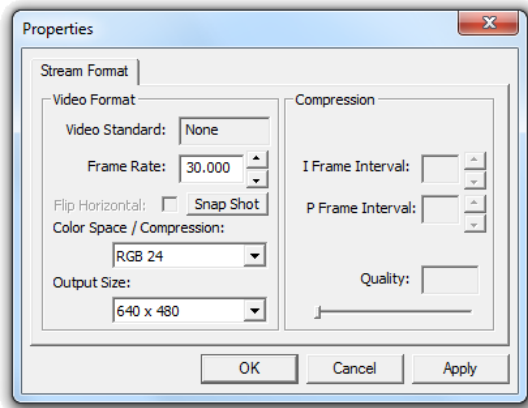 Properties
Stream Format
Video Format
Video Standard: None
Frame Rate: 30.000
Flip Horizontal: Snap Shot
Color Space / Compression:
RGB 24
Output Size:
640 x 480
Compression
I Frame Interval:
P Frame Interval:
Quality:
OK Cancel Apply